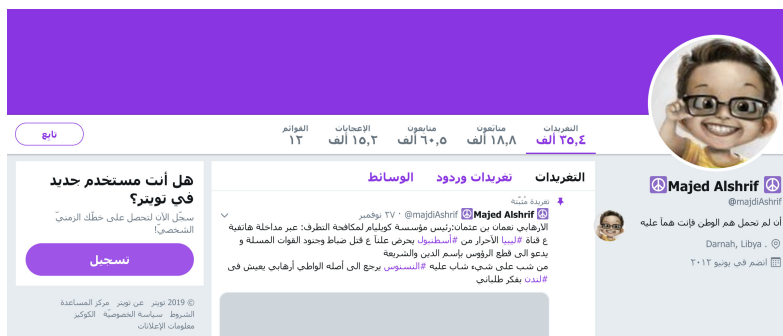 التغريدات
٣٥,٤ ألف
متابَعون
١٨,٨ ألف
متابعون
٦٠,٥ ألف
الإعجابات
١٥,٢ ألف
القوائم
١٢
تابع
Majed Alshrif
@majdiAshrif
أن لم تحمل هم الوطن فإنت همآ عليه
Darnah, Libya .
انضم في يونيو ٢٠١٢
التغريدات تغريدات وردود الوسائط
تغريدة مُثبَّتة
Majed Alshrif @majdiAshrif · ٢٧ نوفمبر
الأرهابي نعمان بن عثمان:رئيس مؤسسة كويليام لمكافحة التطرف: عبر مداخلة هاتفية
ع قناة #ليبيا الأحرار من #أسطنبول يحرض علناً ع قتل ضباط وجنود القوات المسلة و
يدعو الى قطع الرؤوس بإسم الدين والشريعة
من شب على شيء شاب عليه #النسنوس يرجع الى أصله الواطي أرهابي يعيش فى
#لندن بفكر طلباني
هل أنت مستخدم جديد
في تويتر؟
سجّل الآن لتحصل على خطّك الزمنيّ
الشخصيّ!
تسجيل
© 2019 تويتر عن تويتر مركز المساعدة
الشروط سياسة الخصوصيّة الكوكيز
معلومات الإعلانات